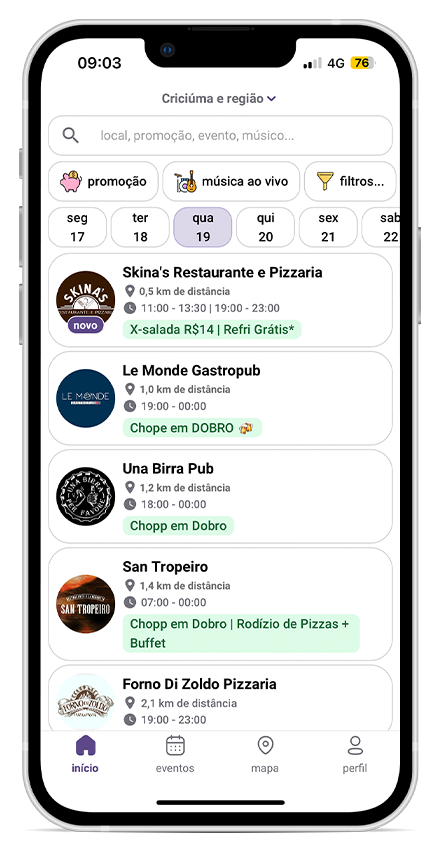 09:03
4G 76
Criciúma e região
local, promoção, evento, músico...
promoção
música ao vivo
filtros...
seg
17
ter
18
qua
19
qui
20
sex
21
sab
22
SKINA'S
RESTAURANTE E PIZZARIA
novo
Skina's Restaurante e Pizzaria
0,5 km de distância
11:00 - 13:30 | 19:00 - 23:00
X-salada R$14 | Refri Grátis*
LE MONDE
Le Monde Gastropub
1,0 km de distância
19:00 - 00:00
Chope em DOBRO
UNA BIRRA
PER FAVORE
Una Birra Pub
1,2 km de distância
18:00 - 00:00
Chopp em Dobro
SAN TROPEIRO
San Tropeiro
1,4 km de distância
07:00 - 00:00
Chopp em Dobro | Rodízio de Pizzas +
Buffet
FORNO DI ZOLDO
Forno Di Zoldo Pizzaria
2,1 km de distância
19:00 - 23:00
início
eventos
mapa
perfil